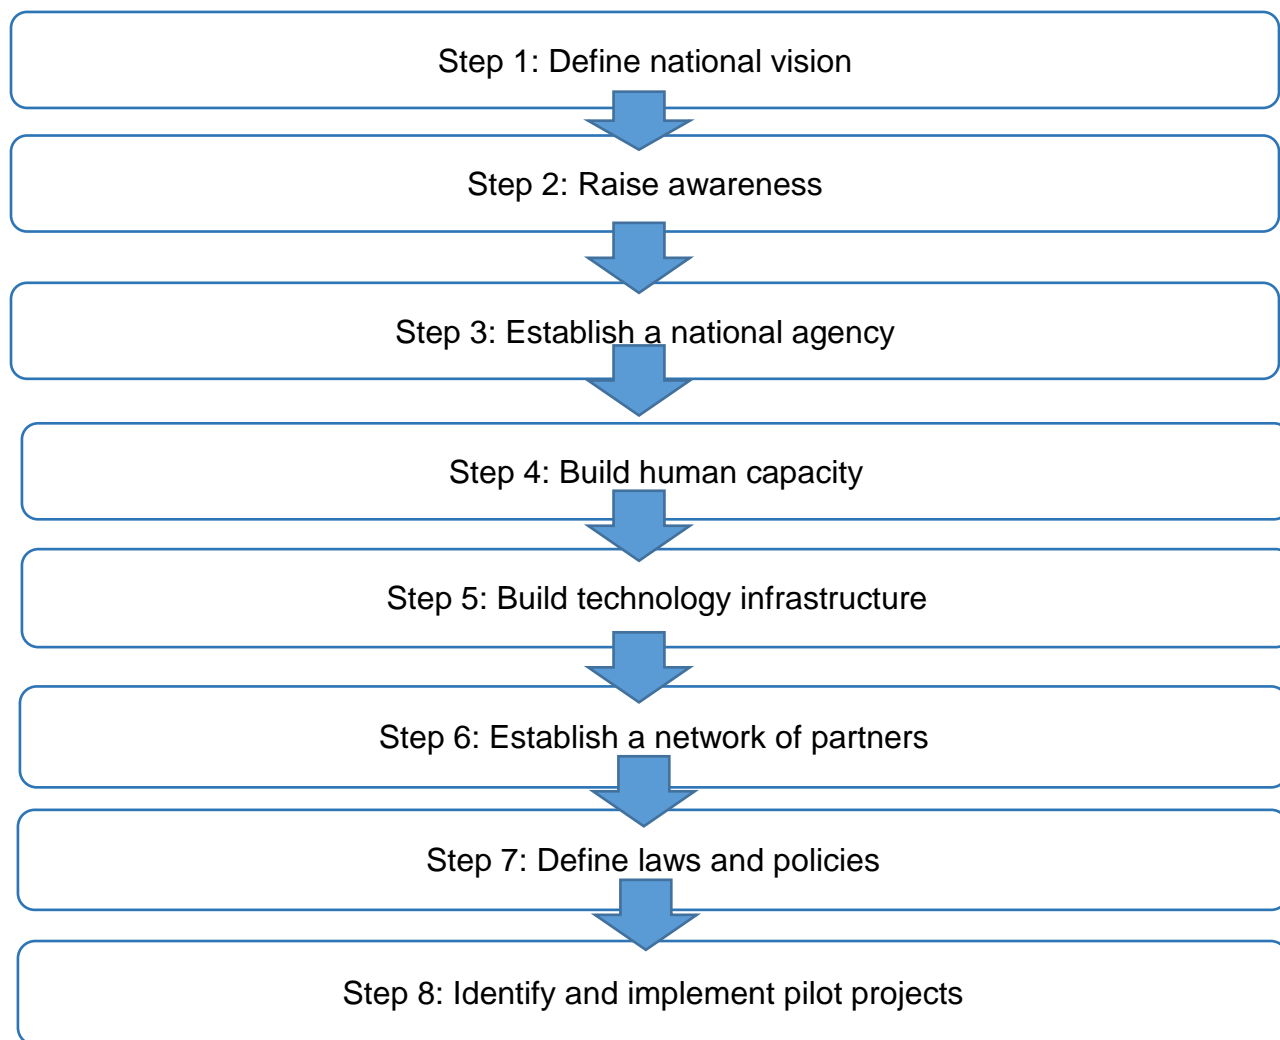 Step 1: Define national vision
Step 2: Raise awareness
Step 3: Establish a national agency
Step 4: Build human capacity
Step 5: Build technology infrastructure
Step 6: Establish a network of partners
Step 7: Define laws and policies
Step 8: Identify and implement pilot projects